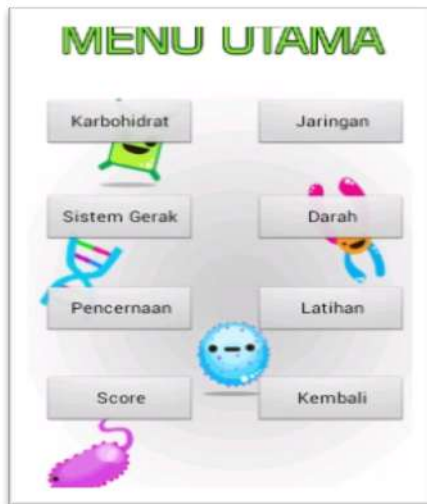 MENU UTAMA
Karbohidrat Jaringan
Sistem Gerak Darah
Pencernaan Latihan
Score Kembali